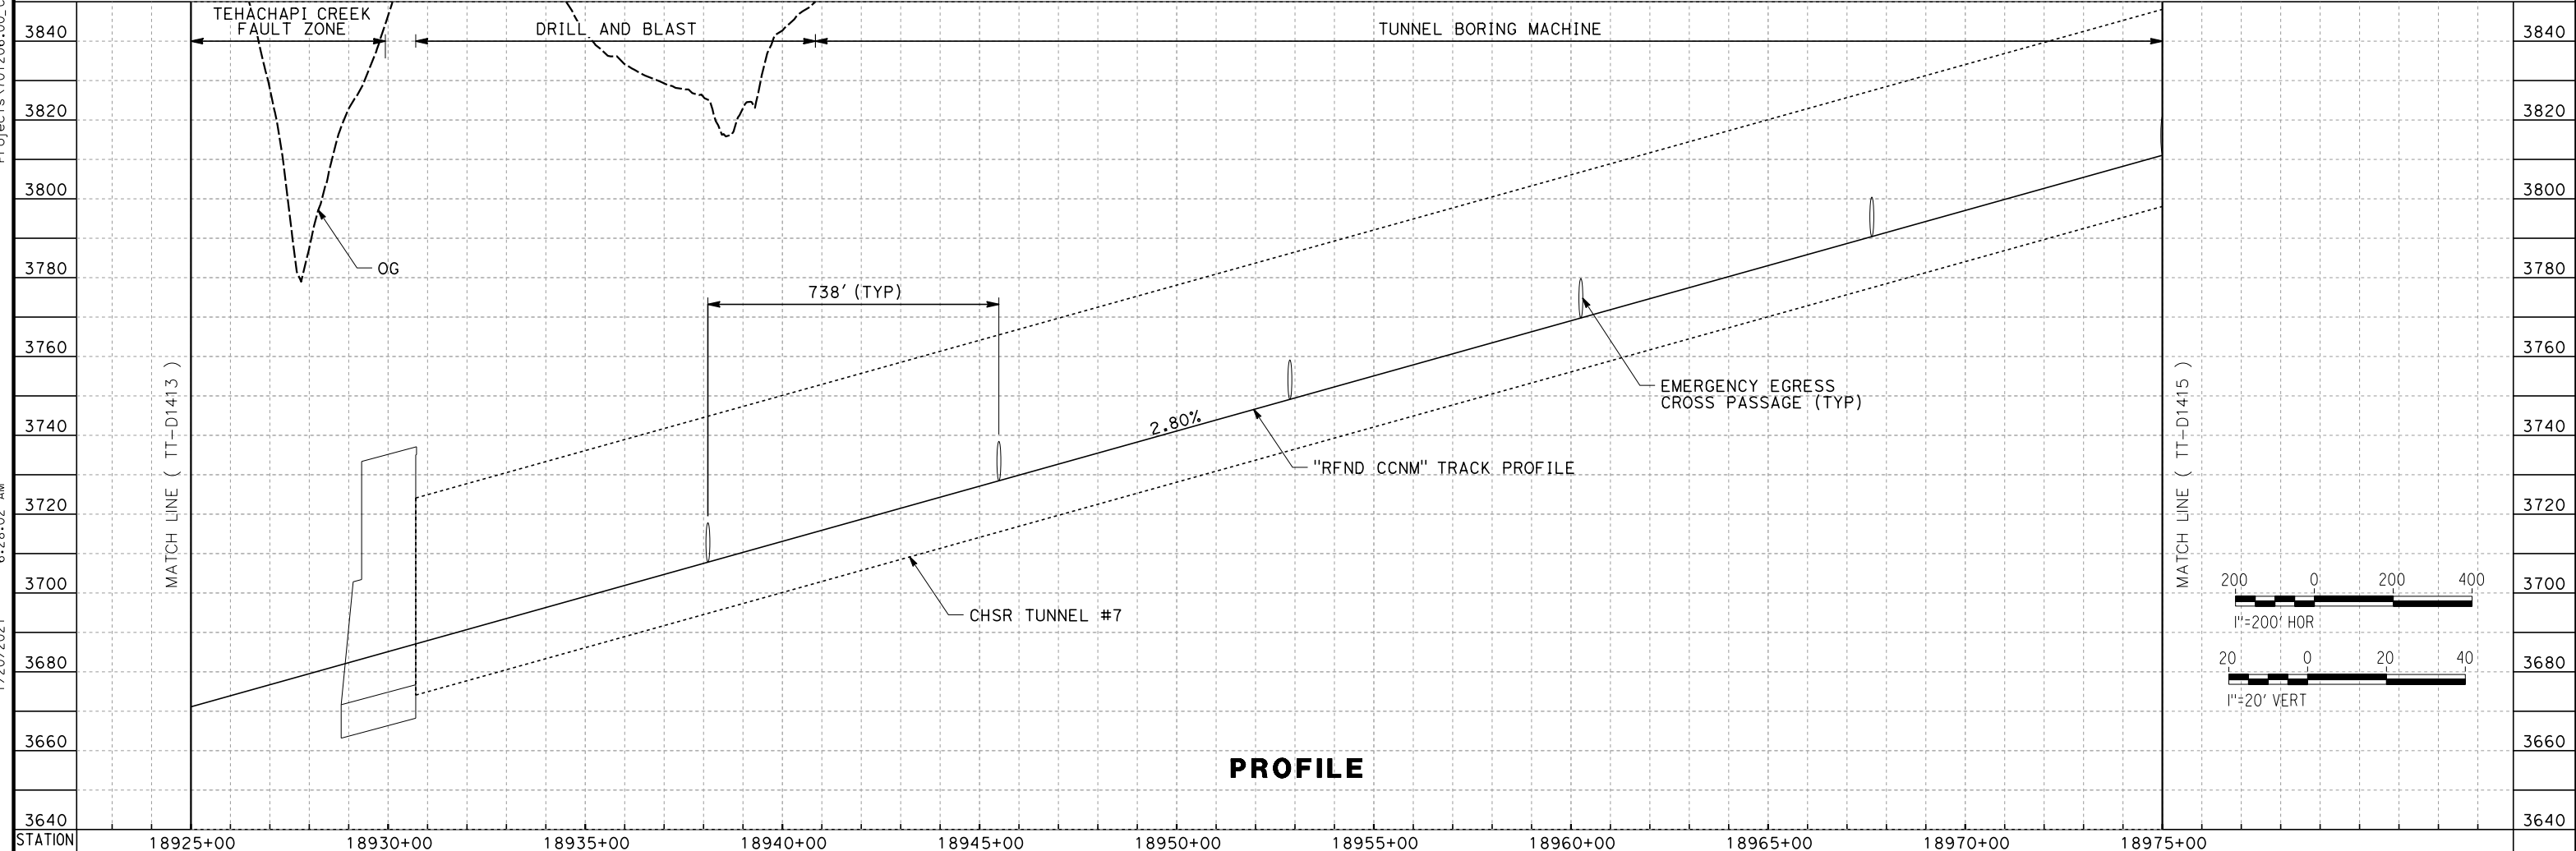 TEHACHAPI CREEK
FAULT ZONE
DRILL AND BLAST
TUNNEL BORING MACHINE
3840
3840
3820
3820
3800
3800
OG
3780
3780
738' (TYP)
3760
3760
MATCH LINE ( TT-D1413 )
MATCH LINE ( TT-D1415 )
EMERGENCY EGRESS
CROSS PASSAGE (TYP)
2.80%
3740
3740
"RFND CCNM" TRACK PROFILE
3720
3720
3700
3700
CHSR TUNNEL #7
200 0 200 400
1"=200' HOR
3680
3680
20 0 20 40
1"=20' VERT
3660
3660
PROFILE
3640
3640
STATION
18925+00 18930+00 18935+00 18940+00 18945+00 18950+00 18955+00 18960+00 18965+00 18970+00 18975+00